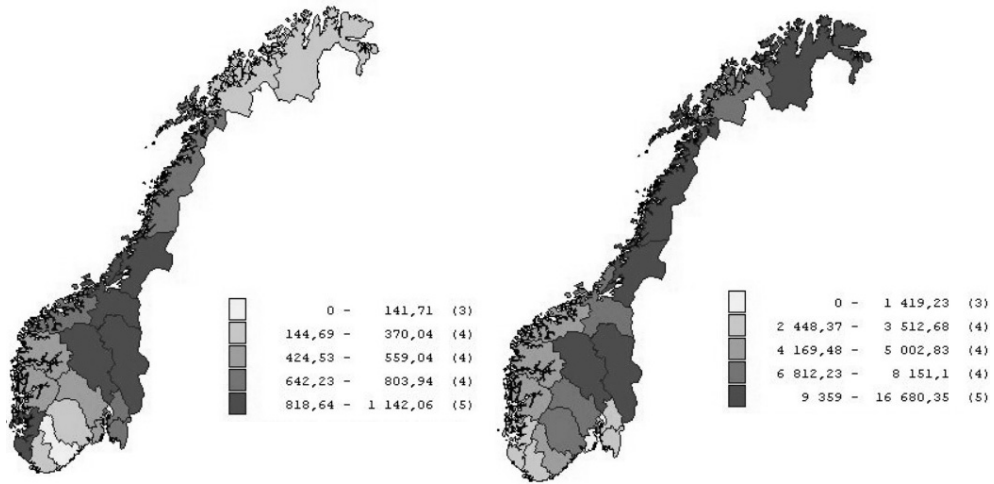 0 - 141,71 (3)
144,69 - 370,04 (4)
424,53 - 559,04 (4)
642,23 - 803,94 (4)
818,64 - 1 142,06 (5)
0 - 1 419,23 (3)
2 448,37 - 3 512,68 (4)
4 169,48 - 5 002,83 (4)
6 812,23 - 8 151,1 (4)
9 359 - 16 680,35 (5)